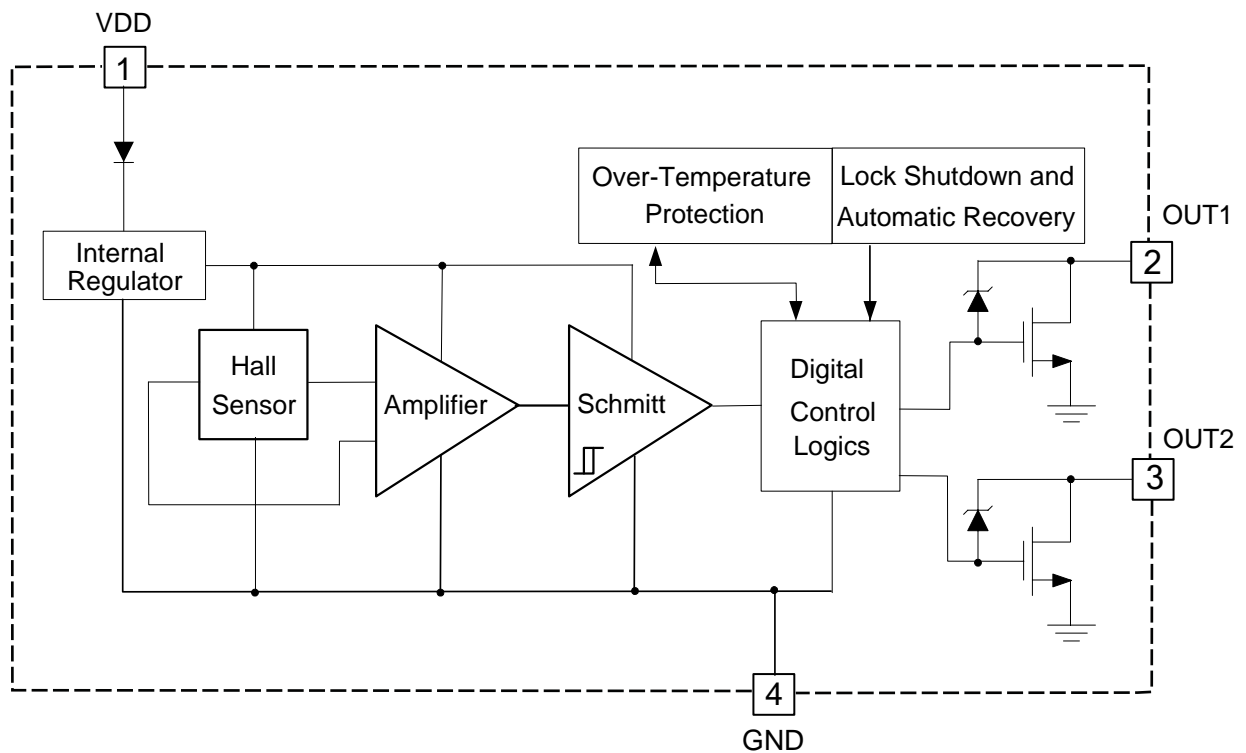 VDD
1
Over-Temperature
Protection
Lock Shutdown and
Automatic Recovery
OUT1
2
Internal
Regulator
Hall
Sensor
Amplifier
Schmitt
Digital
Control
Logics
OUT2
3
4
GND